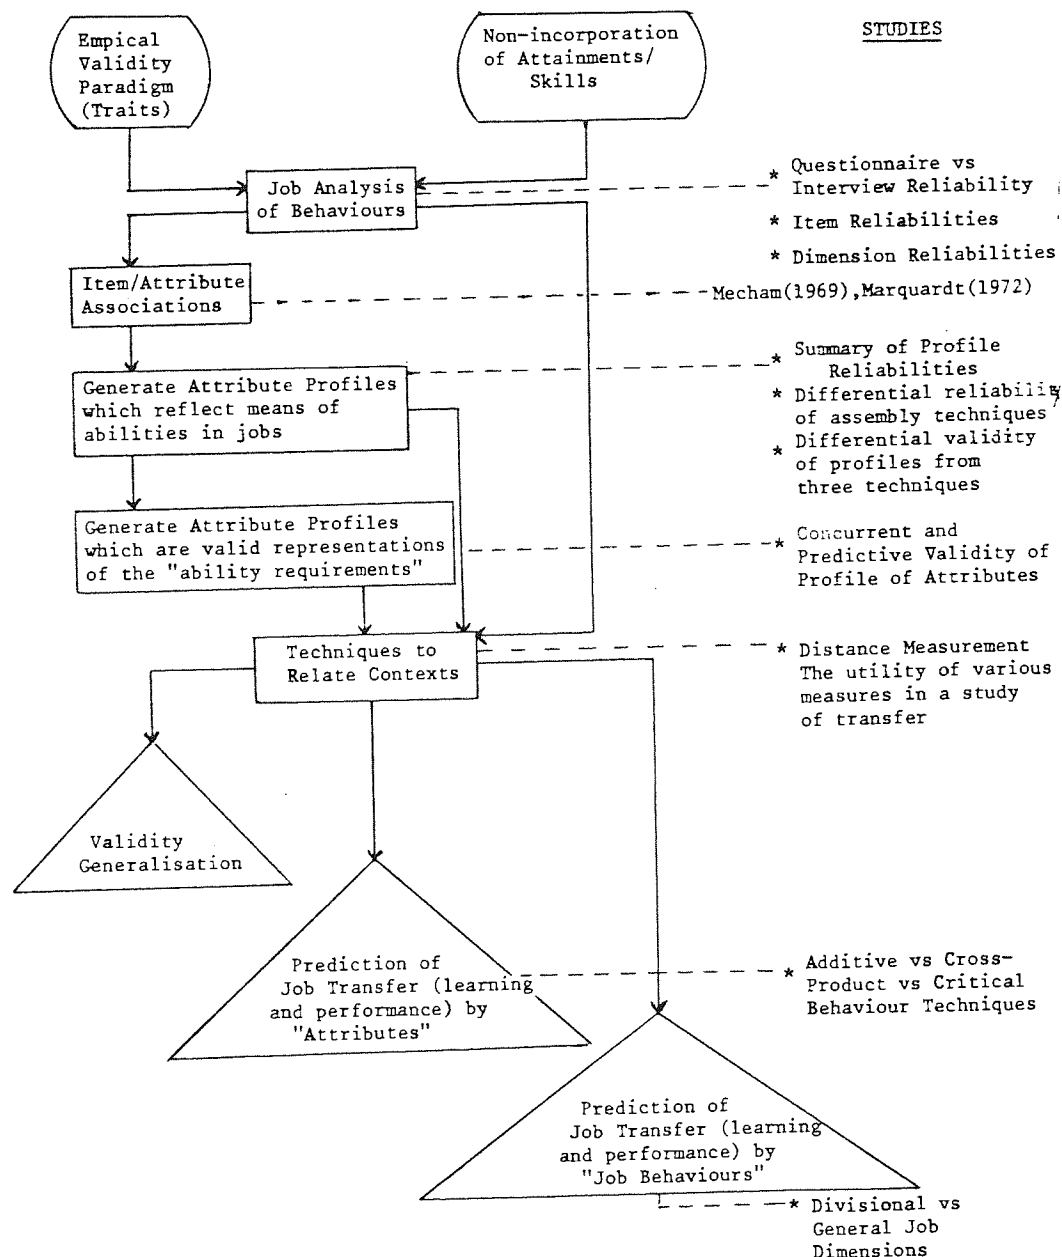 Empical
Validity
Paradigm
(Traits)
Non-incorporation
of Attainments/
Skills
STUDIES
Job Analysis
of Behaviours
* Questionnaire vs
Interview Reliability
* Item Reliabilities
* Dimension Reliabilities
Item/Attribute
Associations
Mecham(1969),Marquardt(1972)
Generate Attribute Profiles
which reflect means of
abilities in jobs
* Summary of Profile
Reliabilities
* Differential reliability
of assembly techniques
* Differential validity
of profiles from
three techniques
Generate Attribute Profiles
which are valid representations
of the "ability requirements"
* Concurrent and
Predictive Validity of
Profile of Attributes
Techniques to
Relate Contexts
* Distance Measurement
The utility of various
measures in a study
of transfer
Validity
Generalisation
Prediction of
Job Transfer (learning
and performance) by
"Attributes"
* Additive vs Cross-
Product vs Critical
Behaviour Techniques
Prediction of
Job Transfer (learning
and performance) by
"Job Behaviours"
* Divisional vs
General Job
Dimensions